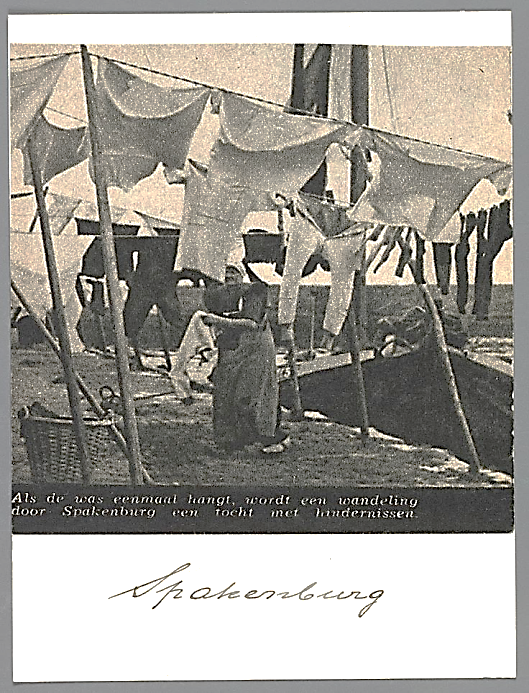 Als de was eenmaal hangt, wordt een wandeling
door Spakenburg een tocht met hindernissen.
Spakenburg